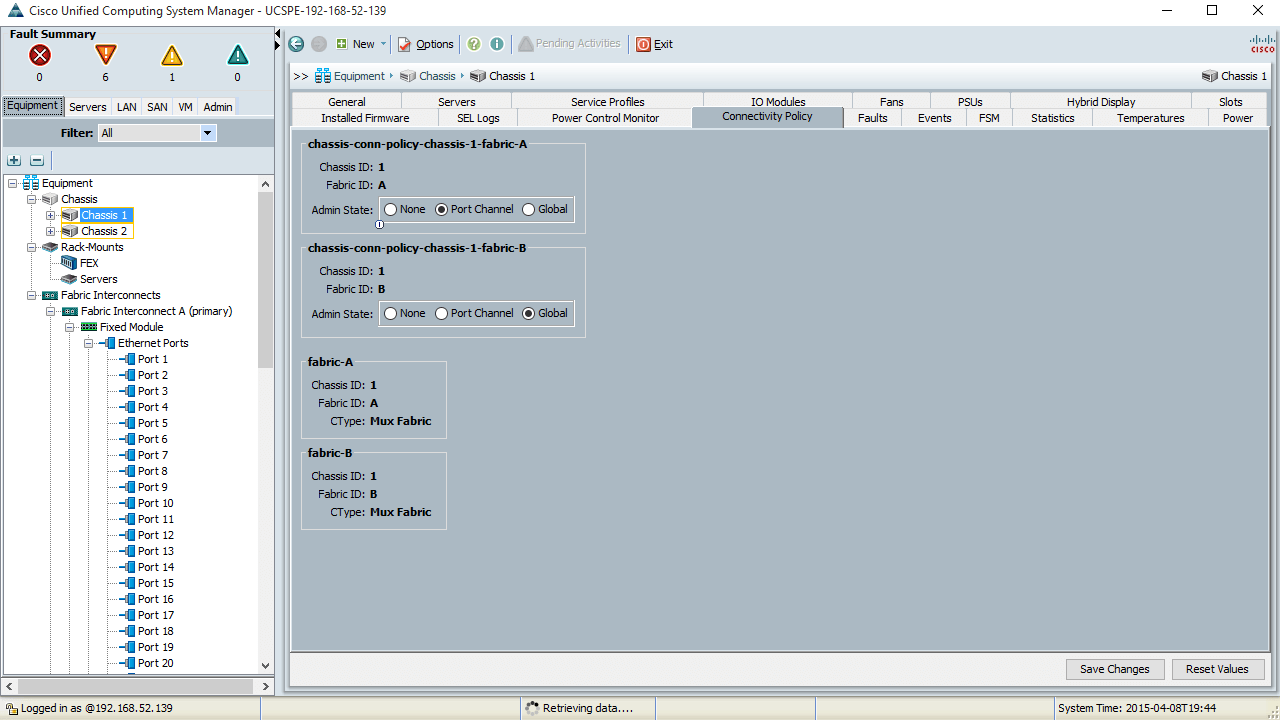 Cisco Unified Computing System Manager - UCSPE-192-168-52-139
Fault Summary
0 6 1 0
Equipment Servers LAN SAN VM Admin
Filter: All
Equipment
Chassis
Chassis 1
Chassis 2
Rack-Mounts
FEX
Servers
Fabric Interconnects
Fabric Interconnect A (primary)
Fixed Module
Ethernet Ports
Port 1
Port 2
Port 3
Port 4
Port 5
Port 6
Port 7
Port 8
Port 9
Port 10
Port 11
Port 12
Port 13
Port 14
Port 15
Port 16
Port 17
Port 18
Port 19
Port 20
New Options Pending Activities Exit
CISCO
>> Equipment Chassis Chassis 1 Chassis 1
General Servers Service Profiles IO Modules Fans PSUs Hybrid Display Slots
Installed Firmware SEL Logs Power Control Monitor Connectivity Policy Faults Events FSM Statistics Temperatures Power
chassis-conn-policy-chassis-1-fabric-A
Chassis ID: 1
Fabric ID: A
Admin State: None Port Channel Global
chassis-conn-policy-chassis-1-fabric-B
Chassis ID: 1
Fabric ID: B
Admin State: None Port Channel Global
fabric-A
Chassis ID: 1
Fabric ID: A
CType: Mux Fabric
fabric-B
Chassis ID: 1
Fabric ID: B
CType: Mux Fabric
Save Changes Reset Values
Logged in as @192.168.52.139 Retrieving data.... System Time: 2015-04-08T19:44